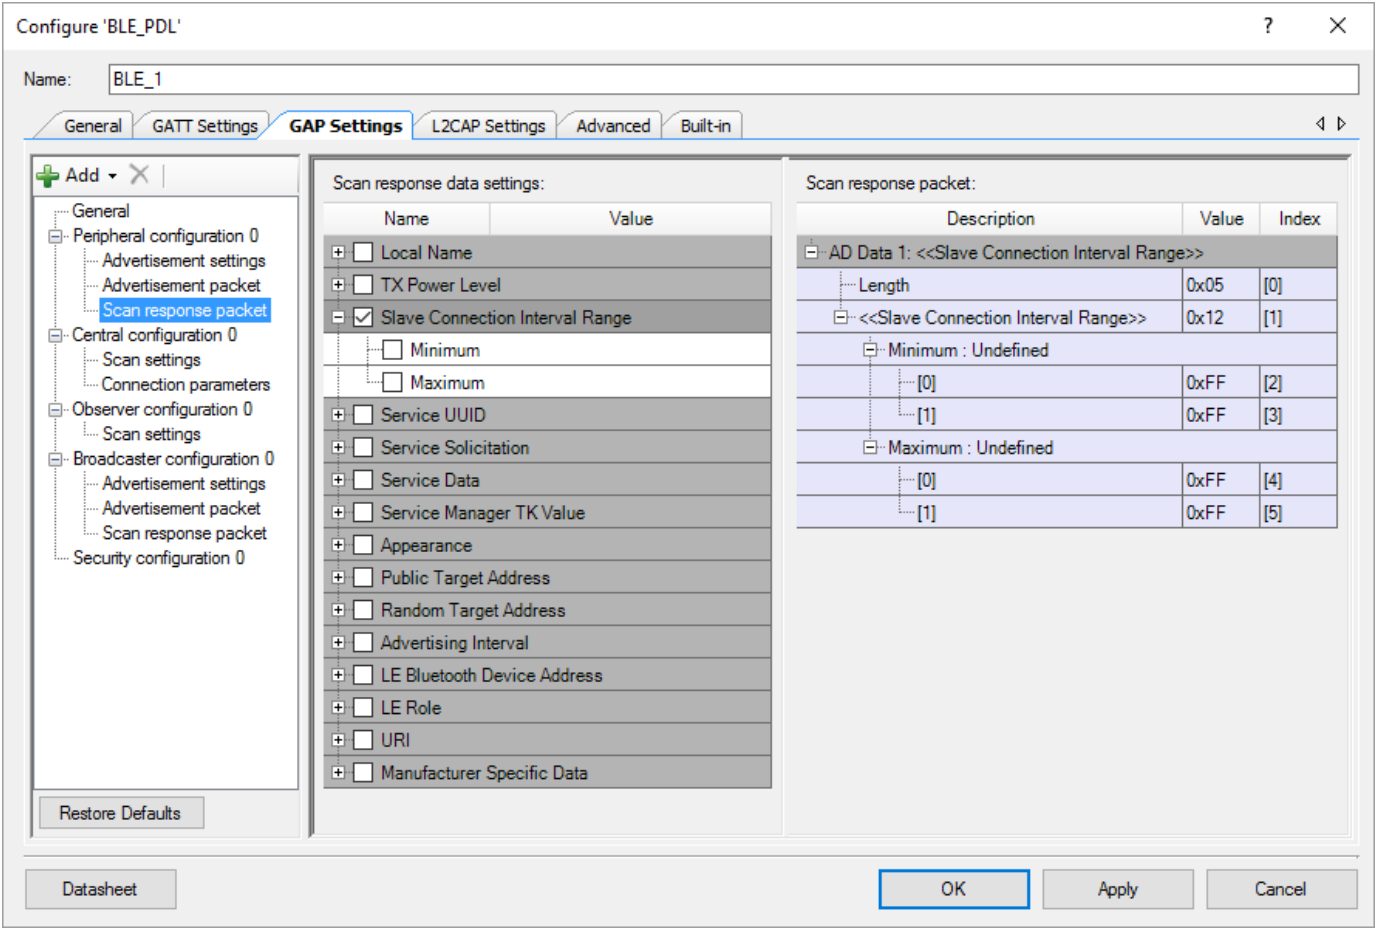 Configure 'BLE_PDL' ?
Name: BLE_1
General GATT Settings GAP Settings L2CAP Settings Advanced Built-in
Add
General
Peripheral configuration 0
Advertisement settings
Advertisement packet
Scan response packet
Central configuration 0
Scan settings
Connection parameters
Observer configuration 0
Scan settings
Broadcaster configuration 0
Advertisement settings
Advertisement packet
Scan response packet
Security configuration 0
Restore Defaults
Scan response data settings:
Name Value
Local Name
TX Power Level
Slave Connection Interval Range
Minimum
Maximum
Service UUID
Service Solicitation
Service Data
Service Manager TK Value
Appearance
Public Target Address
Random Target Address
Advertising Interval
LE Bluetooth Device Address
LE Role
URI
Manufacturer Specific Data
Scan response packet:
Description Value Index
AD Data 1: <<Slave Connection Interval Range>>
Length 0x05 [0]
<<Slave Connection Interval Range>> 0x12 [1]
Minimum : Undefined
[0] 0xFF [2]
[1] 0xFF [3]
Maximum : Undefined
[0] 0xFF [4]
[1] 0xFF [5]
Datasheet OK Apply Cancel